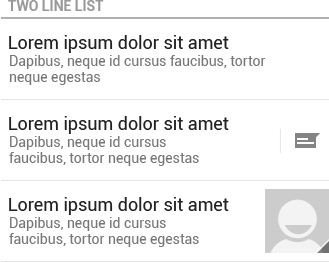 TWO LINE LIST
Lorem ipsum dolor sit amet
Dapibus, neque id cursus faucibus, tortor
neque egestas
Lorem ipsum dolor sit amet
Dapibus, neque id cursus
faucibus, tortor neque egestas
Lorem ipsum dolor sit amet
Dapibus, neque id cursus
faucibus, tortor neque egestas